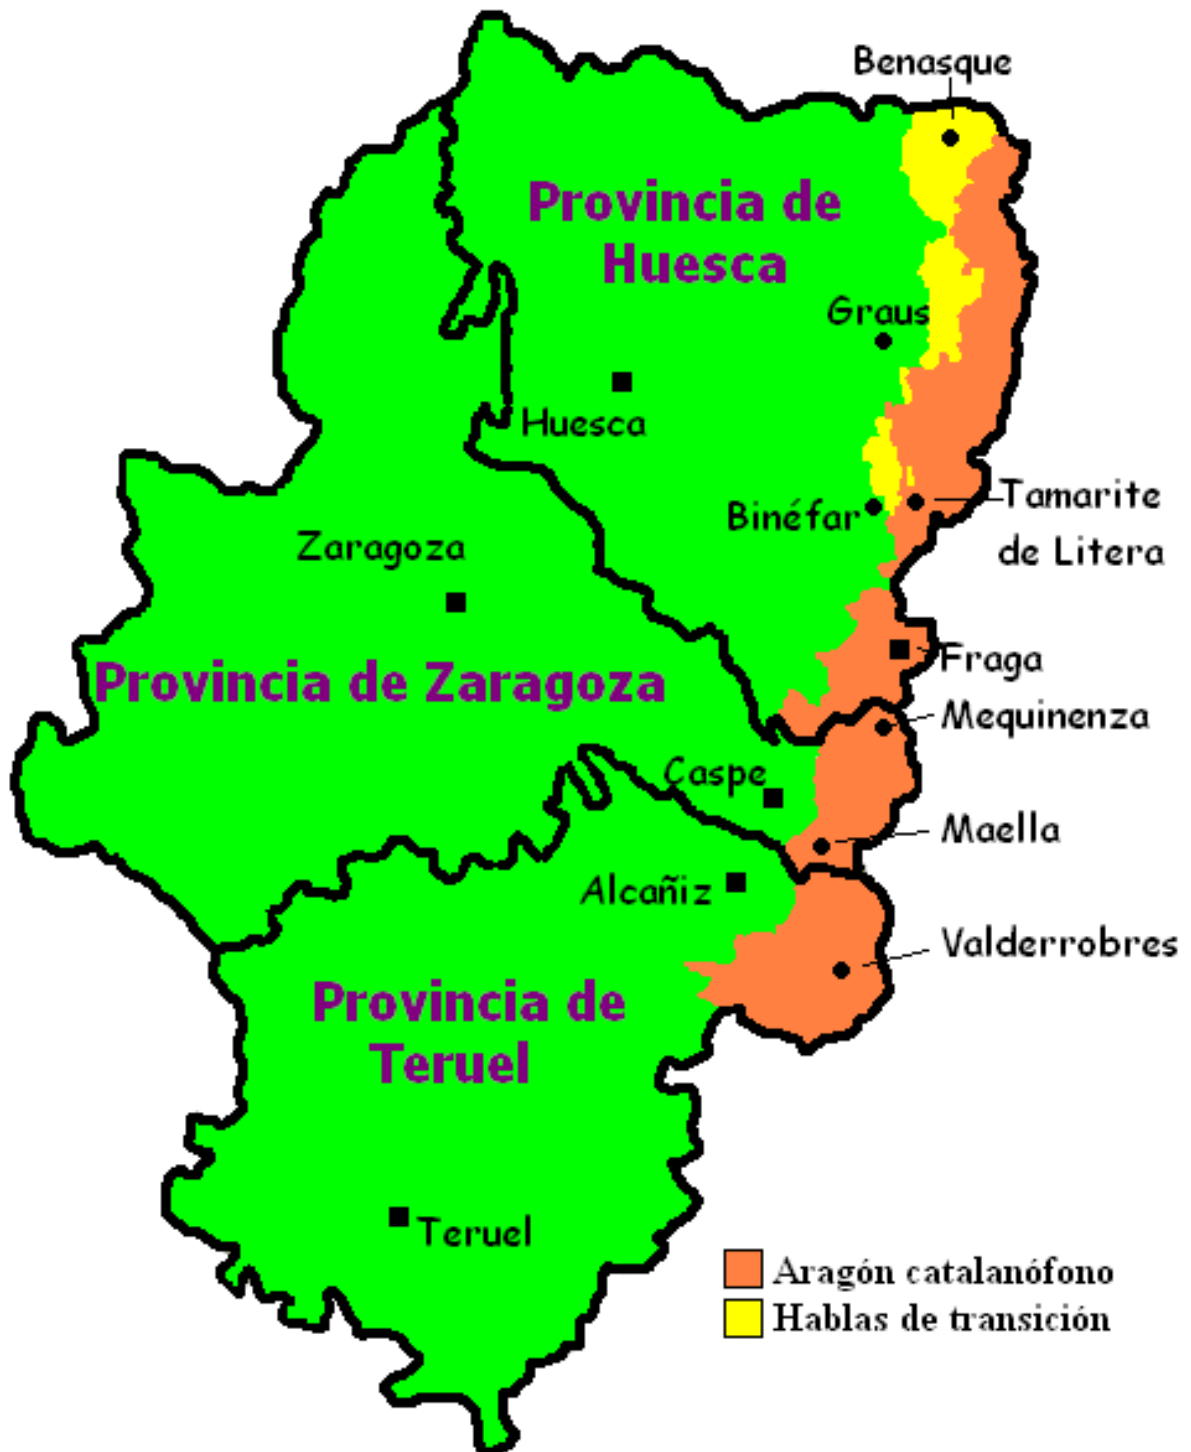 Benasque
Provincia de
Huesca
Graus
Huesca
Tamarite
de Litera
Binéfar
Zaragoza
Fraga
Provincia de Zaragoza
Mequinenza
Caspe
Maella
Alcañiz
Valderrobres
Provincia de
Teruel
Teruel
Aragón catalanófono
Hablas de transición